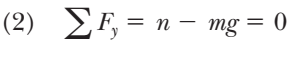 (2) ∑F_y = n − mg = 0